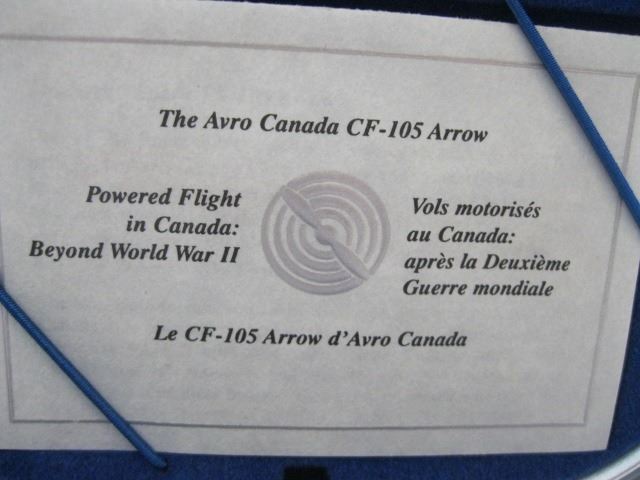 The Avro Canada CF-105 Arrow
Powered Flight
in Canada:
Beyond World War II
Vols motorisés
au Canada:
après la Deuxième
Guerre mondiale
Le CF-105 Arrow d'Avro Canada